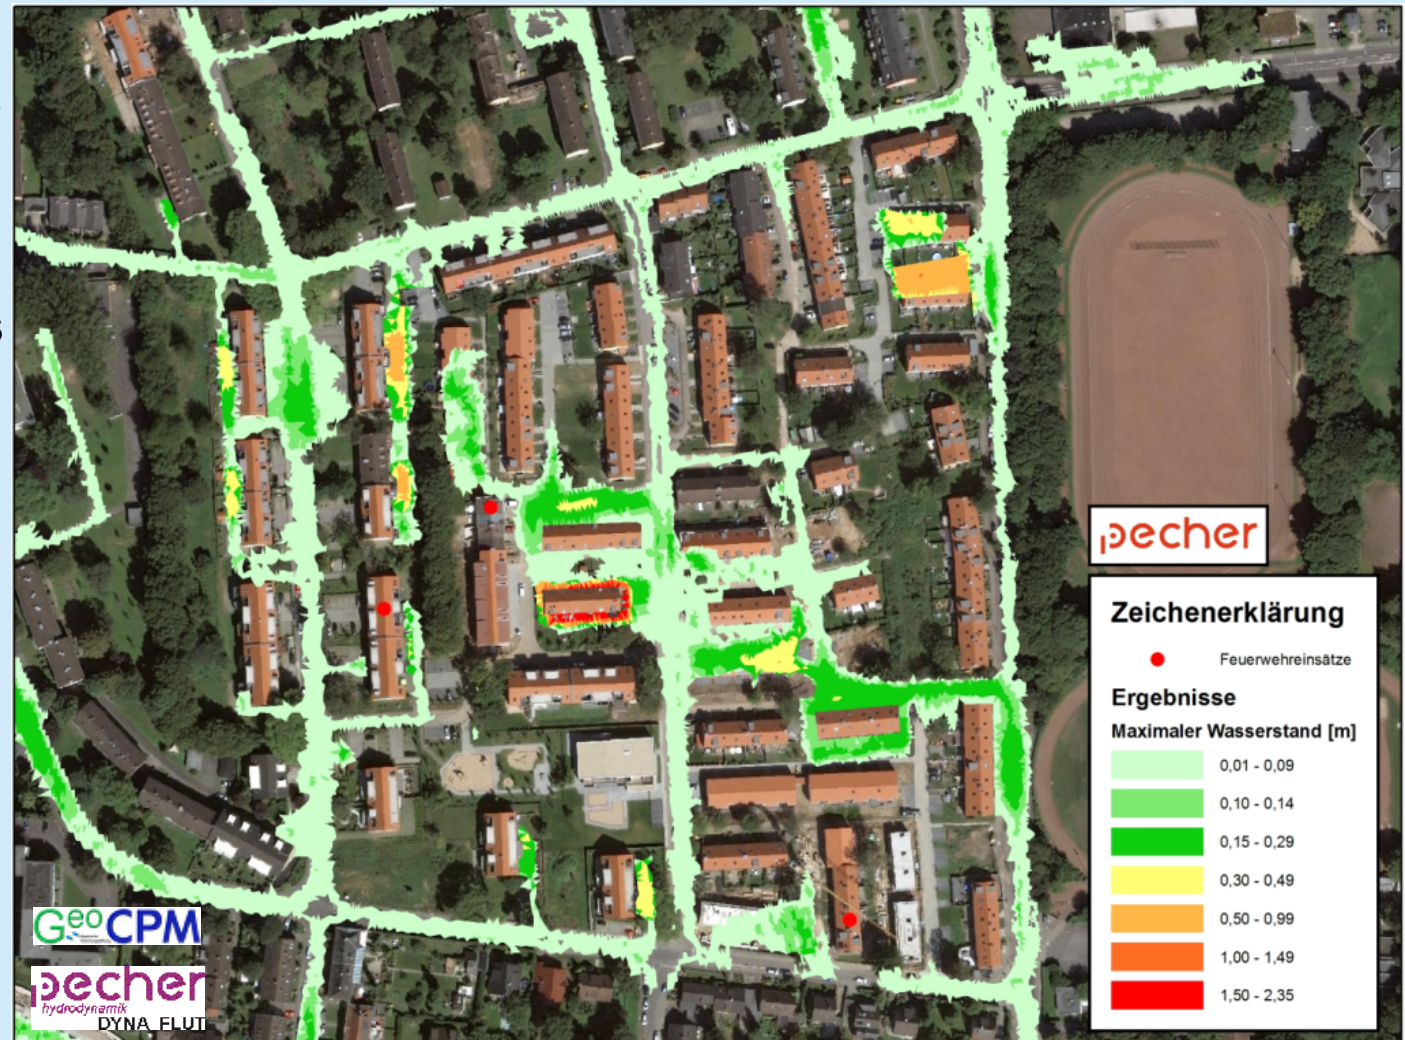 s
pecher
Zeichenerklärung
Feuerwehreinsätze
Ergebnisse
Maximaler Wasserstand [m]
0,01 - 0,09
0,10 - 0,14
0,15 - 0,29
0,30 - 0,49
0,50 - 0,99
1,00 - 1,49
1,50 - 2,35
GeoCPM
pecher
hydrodynamik
DYNA FLUT